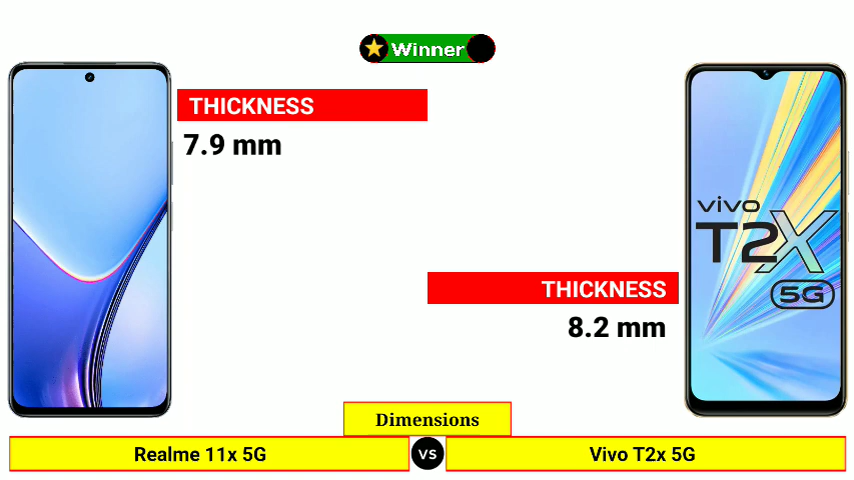 Winner
THICKNESS
7.9 mm
vivo
T2X
5G
THICKNESS
8.2 mm
Dimensions
Realme 11x 5G
VS
Vivo T2x 5G